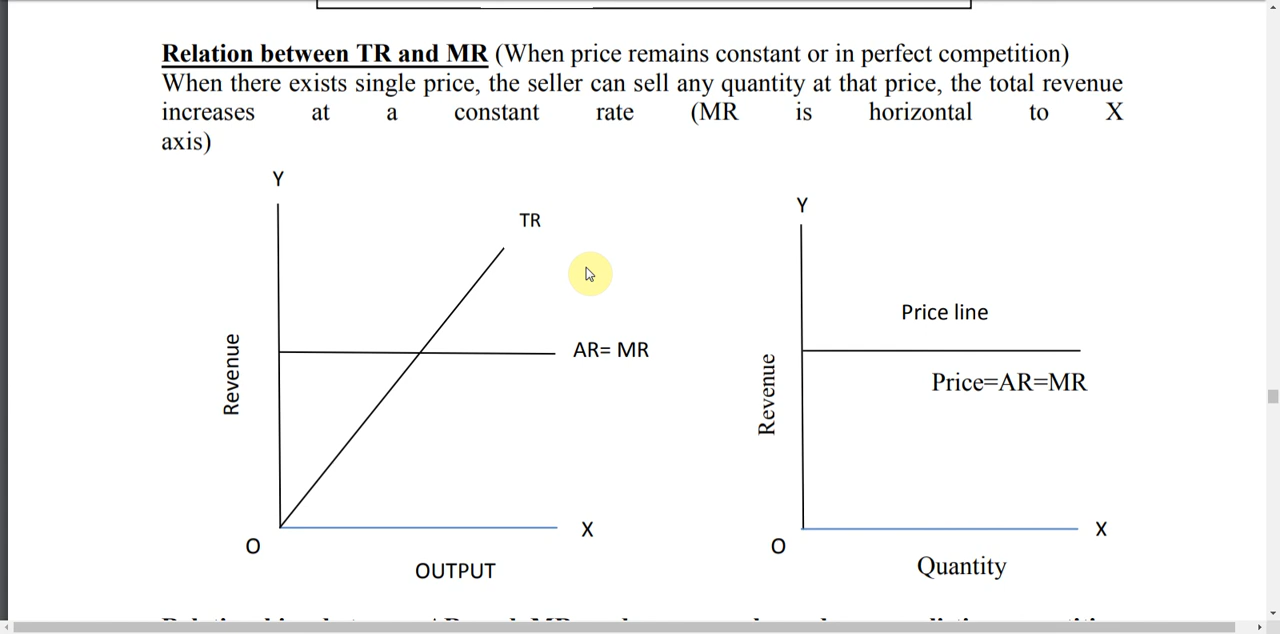 Relation between TR and MR (When price remains constant or in perfect competition)
When there exists single price, the seller can sell any quantity at that price, the total revenue
increases at a constant rate (MR is horizontal to X
axis)
Y
TR
AR= MR
Revenue
X
O
OUTPUT
Y
Price line
Price=AR=MR
Revenue
X
O
Quantity